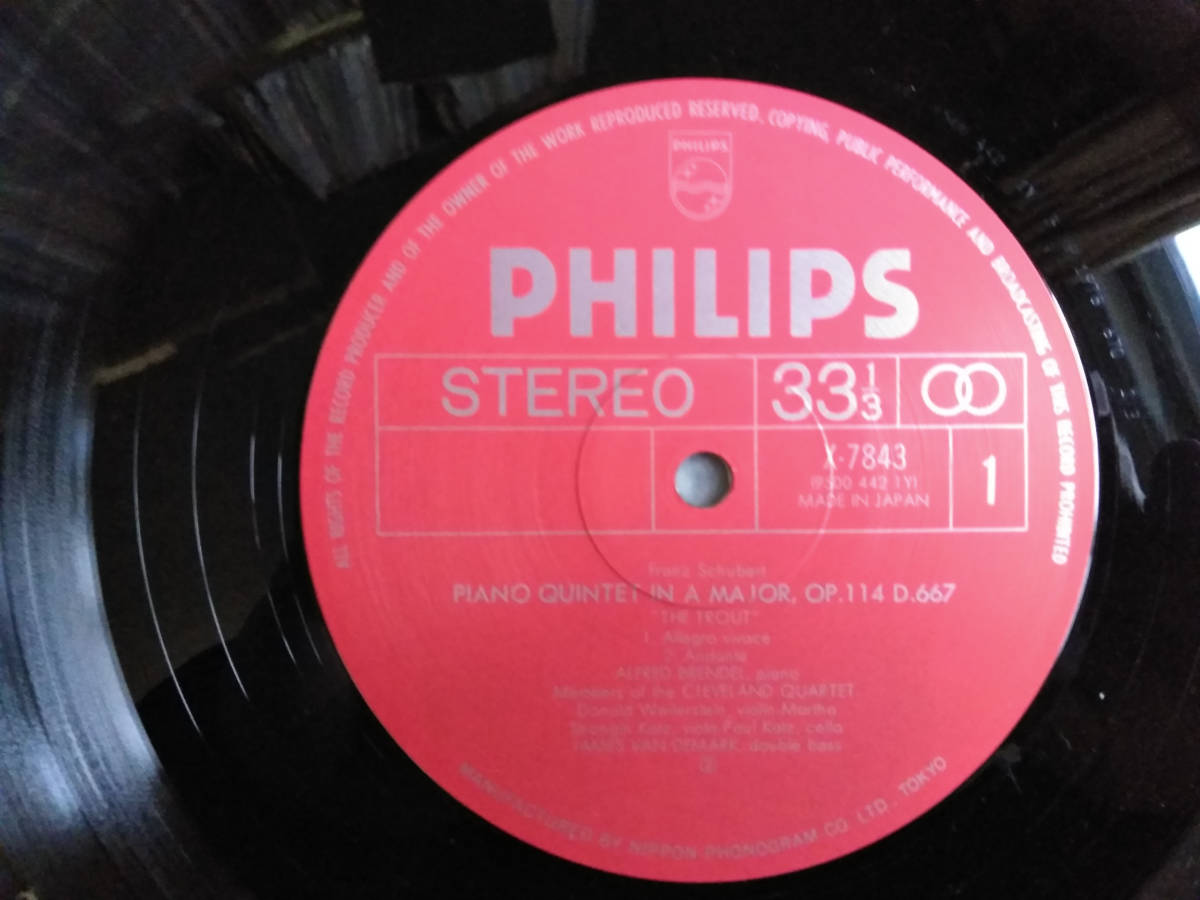 ALL RIGHTS OF THE RECORD PRODUCER AND OF THE OWNER OF THE WORK REPRODUCED RESERVED. COPYING, PUBLIC PERFORMANCE AND BROADCASTING OF THIS RECORD PROHIBITED
PHILIPS
PHILIPS
STEREO
33 1/3
X-7843
(9500 442 1Y)
MADE IN JAPAN
1
Franz Schubert
PIANO QUINTET IN A MAJOR, OP.114 D.667
"THE TROUT"
1. Allegro vivace
2. Andante
ALFRED BRENDEL, piano
Members of the CLEVELAND QUARTET
Donald Weilerstein, violin·Martha
Strongin Katz, viola·Paul Katz, cello
JAMES VAN DEMARK, double bass
MANUFACTURED BY NIPPON PHONOGRAM CO. LTD., TOKYO